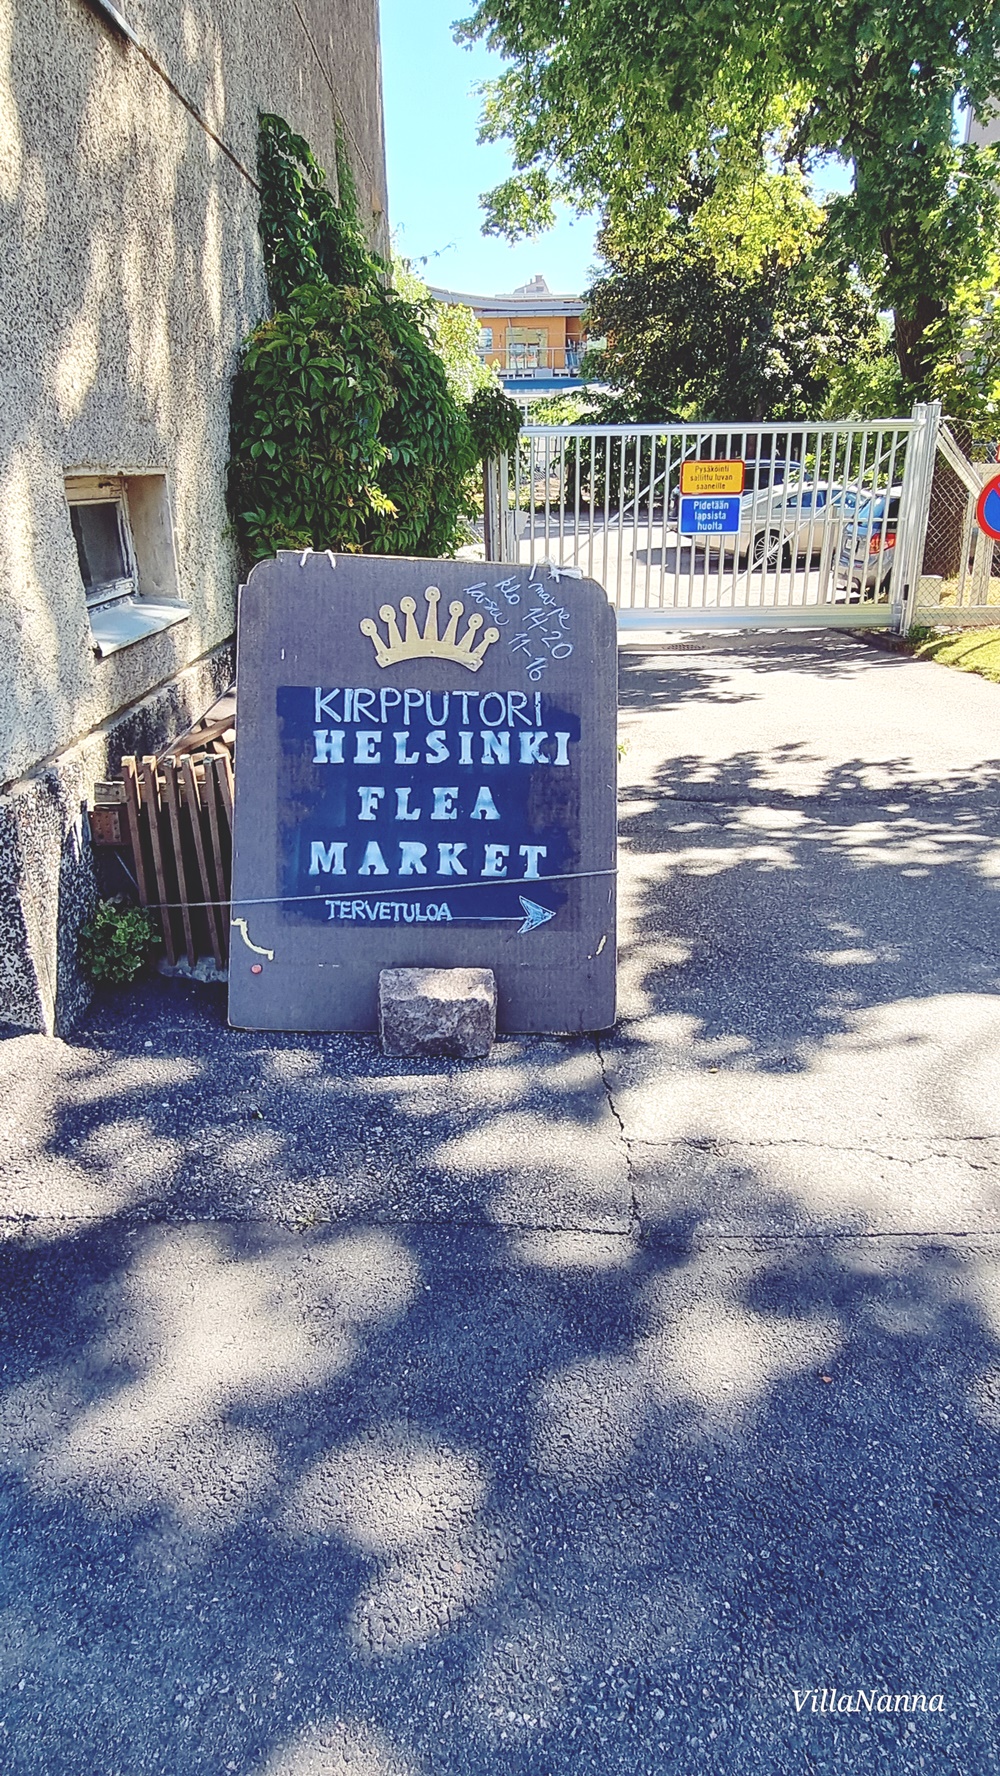 ma-pe
klo 14-20
la-su 11-16
KIRPPUTORI
HELSINKI
FLEA
MARKET
TERVETULOA
Pysäköinti
sallittu luvan
saaneille
Pidetään
lapsista
huolta
VillaNanna